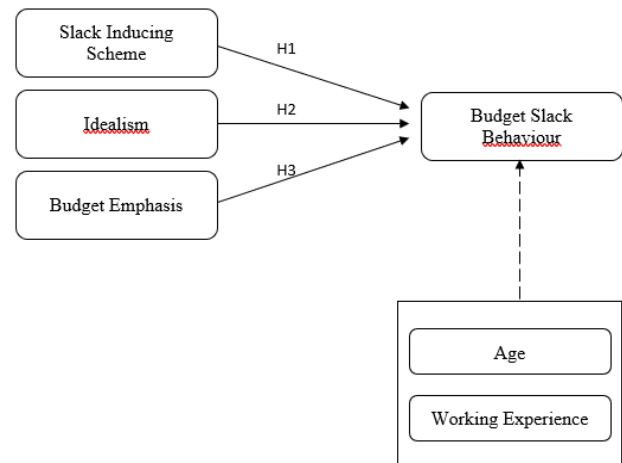 Slack Inducing
Scheme
H1
Idealism
H2
Budget Emphasis
H3
Budget Slack
Behaviour
Age
Working Experience